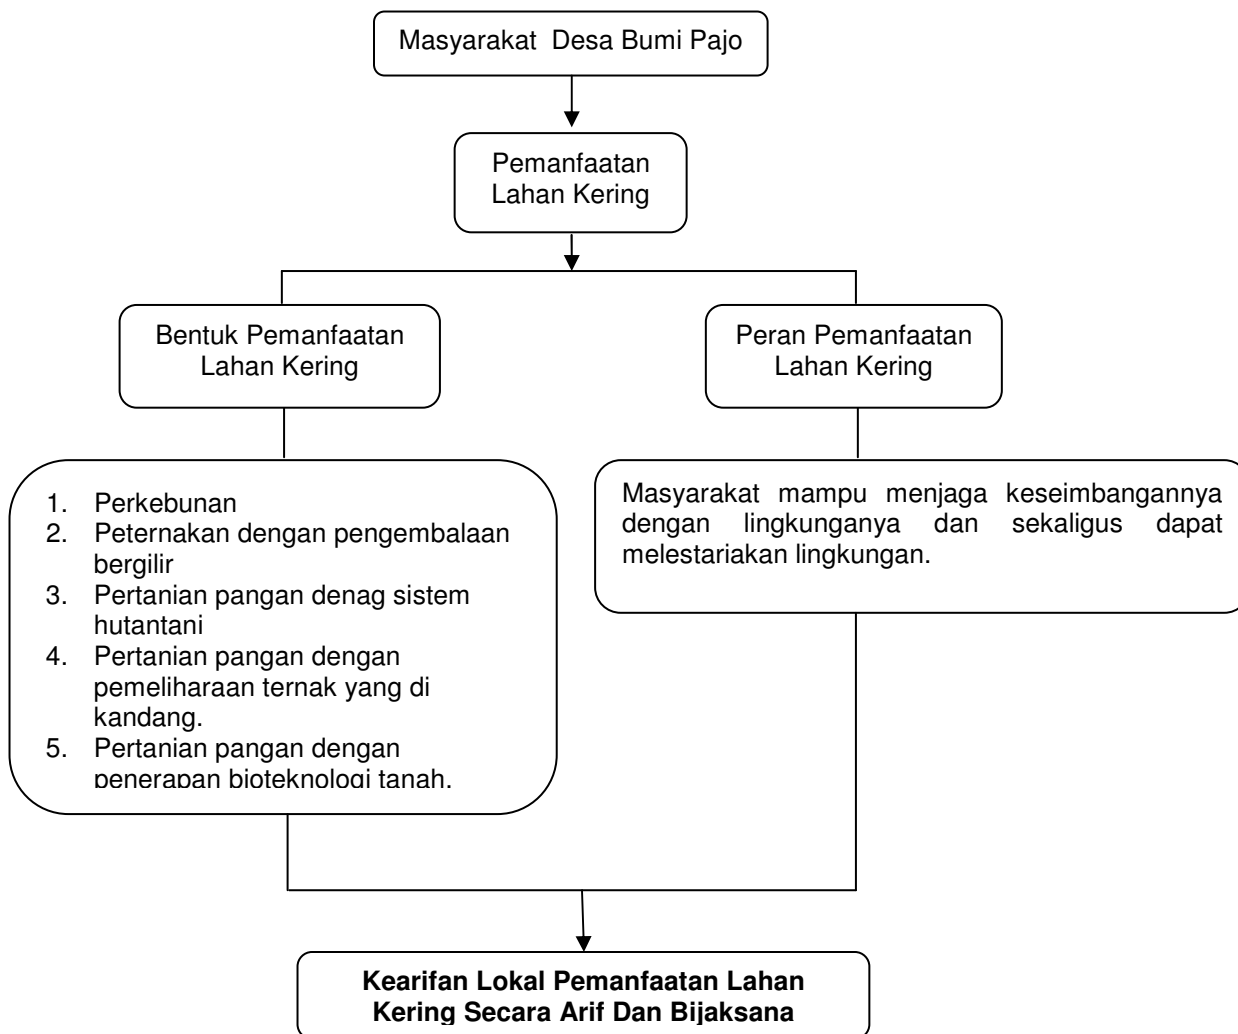 Masyarakat Desa Bumi Pajo
Pemanfaatan
Lahan Kering
Bentuk Pemanfaatan
Lahan Kering
Peran Pemanfaatan
Lahan Kering
1. Perkebunan
2. Peternakan dengan pengembalaan
bergilir
3. Pertanian pangan denag sistem
hutantani
4. Pertanian pangan dengan
pemeliharaan ternak yang di
kandang.
5. Pertanian pangan dengan
penerapan bioteknologi tanah.
Masyarakat mampu menjaga keseimbangannya
dengan lingkunganya dan sekaligus dapat
melestariakan lingkungan.
Kearifan Lokal Pemanfaatan Lahan
Kering Secara Arif Dan Bijaksana